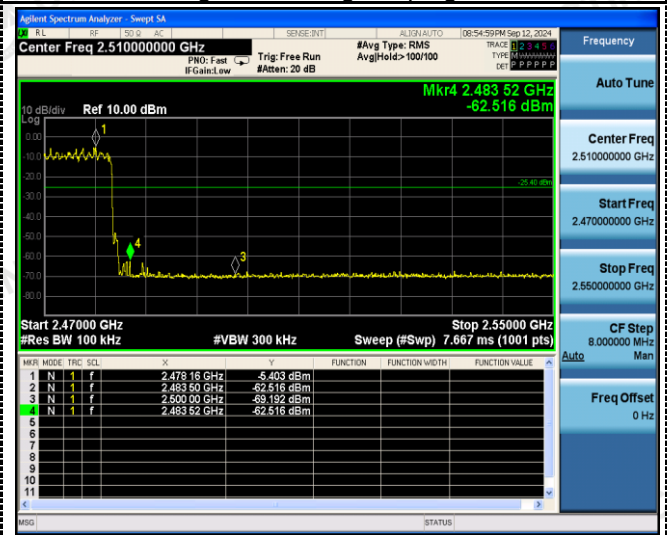 Agilent Spectrum Analyzer - Swept SA
RL RF 50 Ω AC SENSE:INT ALIGN AUTO 08:54:59 PM Sep 12, 2024
Center Freq 2.510000000 GHz
PNO: Fast Trig: Free Run
IFGain:Low #Atten: 20 dB
#Avg Type: RMS
Avg|Hold:> 100/100
TRACE 1 2 3 4 5 6
TYPE M
DET P P P P P P
Mkr4 2.483 52 GHz
-62.516 dBm
10 dB/div Ref 10.00 dBm
Log
0.00
-10.0
-20.0
-30.0
-40.0
-50.0
-60.0
-70.0
-80.0
1
-25.40 dBm
4
3
Start 2.47000 GHz Stop 2.55000 GHz
#Res BW 100 kHz #VBW 300 kHz Sweep (#Swp) 7.667 ms (1001 pts)
MKR MODE TRC SCL X Y FUNCTION FUNCTION WIDTH FUNCTION VALUE
1 N 1 f 2.478 16 GHz -5.403 dBm
2 N 1 f 2.483 50 GHz -62.516 dBm
3 N 1 f 2.500 00 GHz -69.192 dBm
4 N 1 f 2.483 52 GHz -62.516 dBm
5
6
7
8
9
10
11
MSG STATUS
Frequency
Auto Tune
Center Freq
2.510000000 GHz
Start Freq
2.470000000 GHz
Stop Freq
2.550000000 GHz
CF Step
8.000000 MHz
Auto Man
Freq Offset
0 Hz